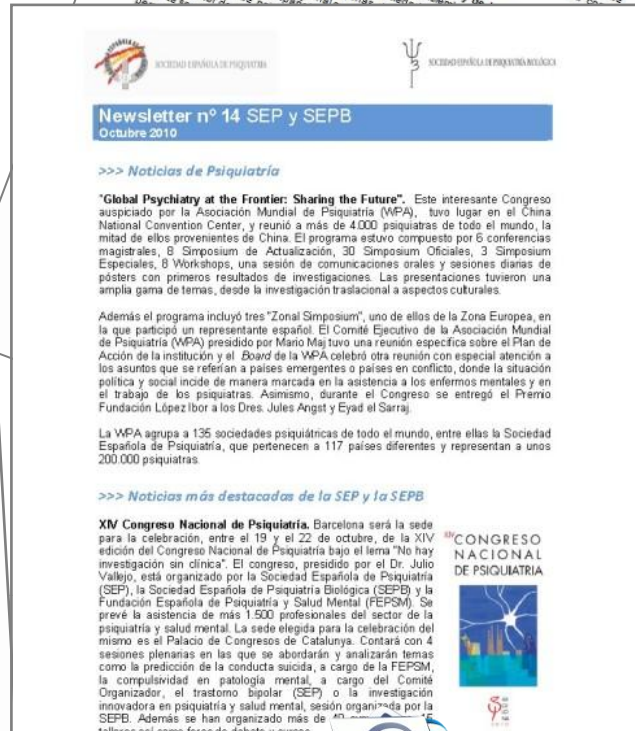 SOCIEDAD ESPAÑOLA DE PSIQUIATRIA
SOCIEDAD ESPAÑOLA DE PSIQUIATRÍA BIOLÓGICA
Newsletter nº 14 SEP y SEPB
Octubre 2010
>>> Noticias de Psiquiatría
"Global Psychiatry at the Frontier: Sharing the Future". Este interesante Congreso
auspiciado por la Asociación Mundial de Psiquiatría (WPA), tuvo lugar en el China
National Convention Center, y reunió a más de 4.000 psiquiatras de todo el mundo, la
mitad de ellos provenientes de China. El programa estuvo compuesto por 6 conferencias
magistrales, 8 Simposium de Actualización, 30 Simposium Oficiales, 3 Simposium
Especiales, 8 Workshops, una sesión de comunicaciones orales y sesiones diarias de
pósters con primeros resultados de investigaciones. Las presentaciones tuvieron una
amplia gama de temas, desde la investigación traslacional a aspectos culturales.
Además el programa incluyó tres "Zonal Simposium", uno de ellos de la Zona Europea, en
la que participó un representante español. El Comité Ejecutivo de la Asociación Mundial
de Psiquiatría (WPA) presidido por Mario Maj tuvo una reunión específica sobre el Plan de
Acción de la institución y el Board de la WPA celebró otra reunión con especial atención a
los asuntos que se referían a países emergentes o países en conflicto, donde la situación
política y social incide de manera marcada en la asistencia a los enfermos mentales y en
el trabajo de los psiquiatras. Asimismo, durante el Congreso se entregó el Premio
Fundación López Ibor a los Dres. Jules Angst y Eyad el Sarraj.
La WPA agrupa a 135 sociedades psiquiátricas de todo el mundo, entre ellas la Sociedad
Española de Psiquiatría, que pertenecen a 117 países diferentes y representan a unos
200.000 psiquiatras.
>>> Noticias más destacadas de la SEP y la SEPB
XIV Congreso Nacional de Psiquiatría. Barcelona será la sede
para la celebración, entre el 19 y el 22 de octubre, de la XIV
edición del Congreso Nacional de Psiquiatría bajo el lema "No hay
investigación sin clínica". El congreso, presidido por el Dr. Julio
Vallejo, está organizado por la Sociedad Española de Psiquiatría
(SEP), la Sociedad Española de Psiquiatría Biológica (SEPB) y la
Fundación Española de Psiquiatría y Salud Mental (FEPSM). Se
prevé la asistencia de más 1.500 profesionales del sector de la
psiquiatría y salud mental. La sede elegida para la celebración del
mismo es el Palacio de Congresos de Catalunya. Contará con 4
sesiones plenarias en las que se abordarán y analizarán temas
como la predicción de la conducta suicida, a cargo de la FEPSM,
la compulsividad en patología mental, a cargo del Comité
Organizador, el trastorno bipolar (SEP) o la investigación
innovadora en psiquiatría y salud mental, sesión organizada por la
SEPB. Además se han organizado más de
XIV CONGRESO
NACIONAL
DE PSIQUIATRIA